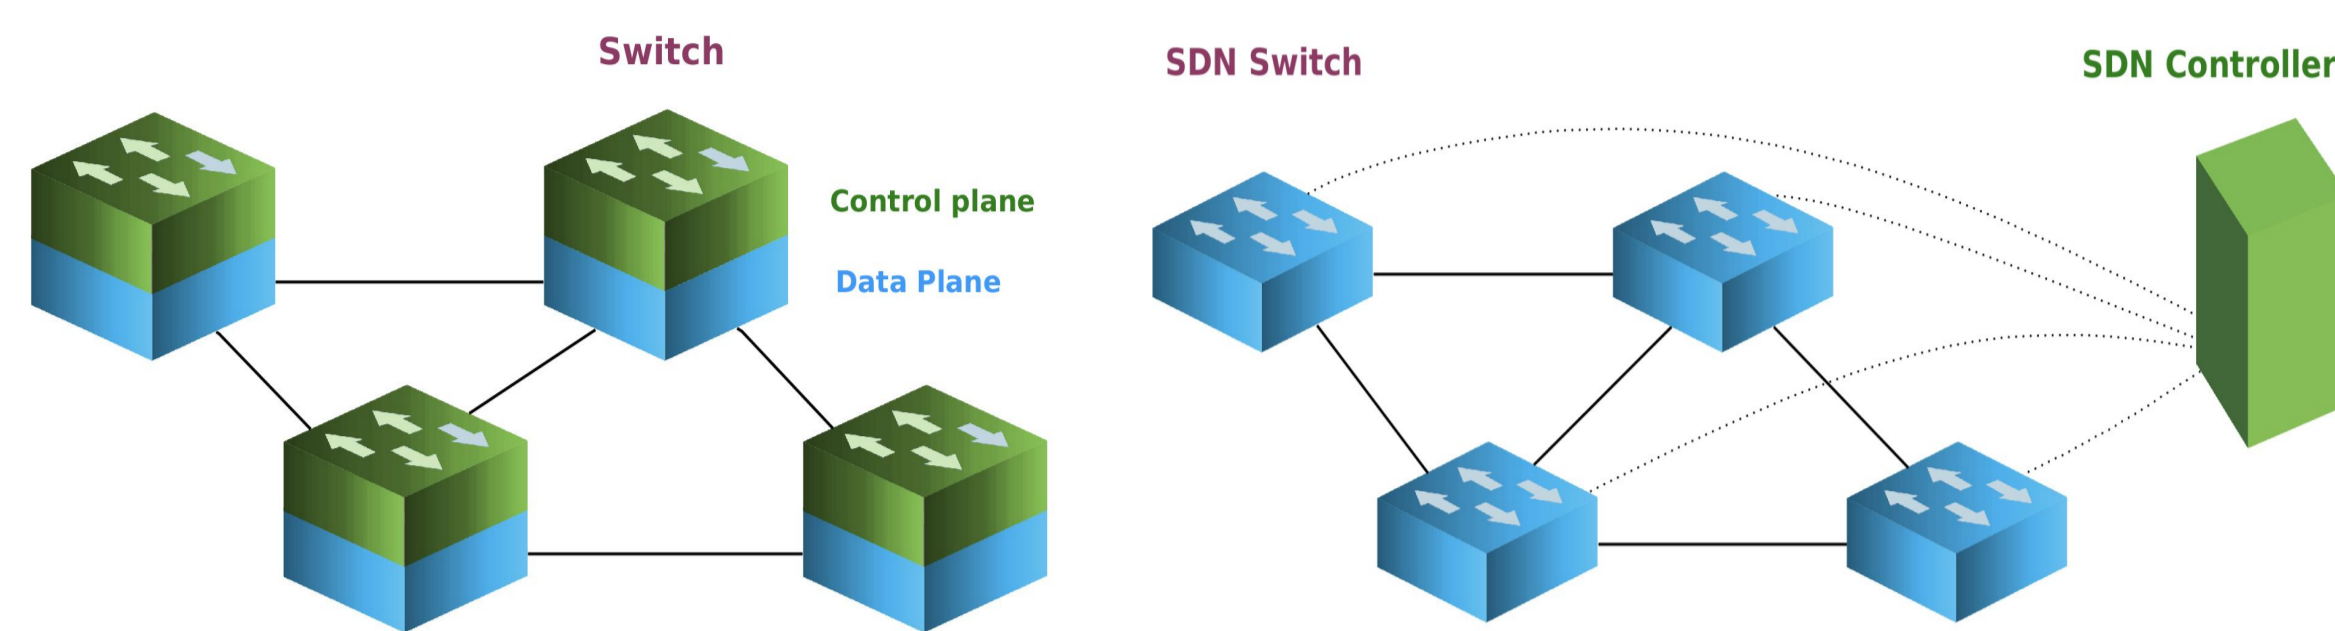 Switch
SDN Switch
SDN Controller
Control plane
Data Plane